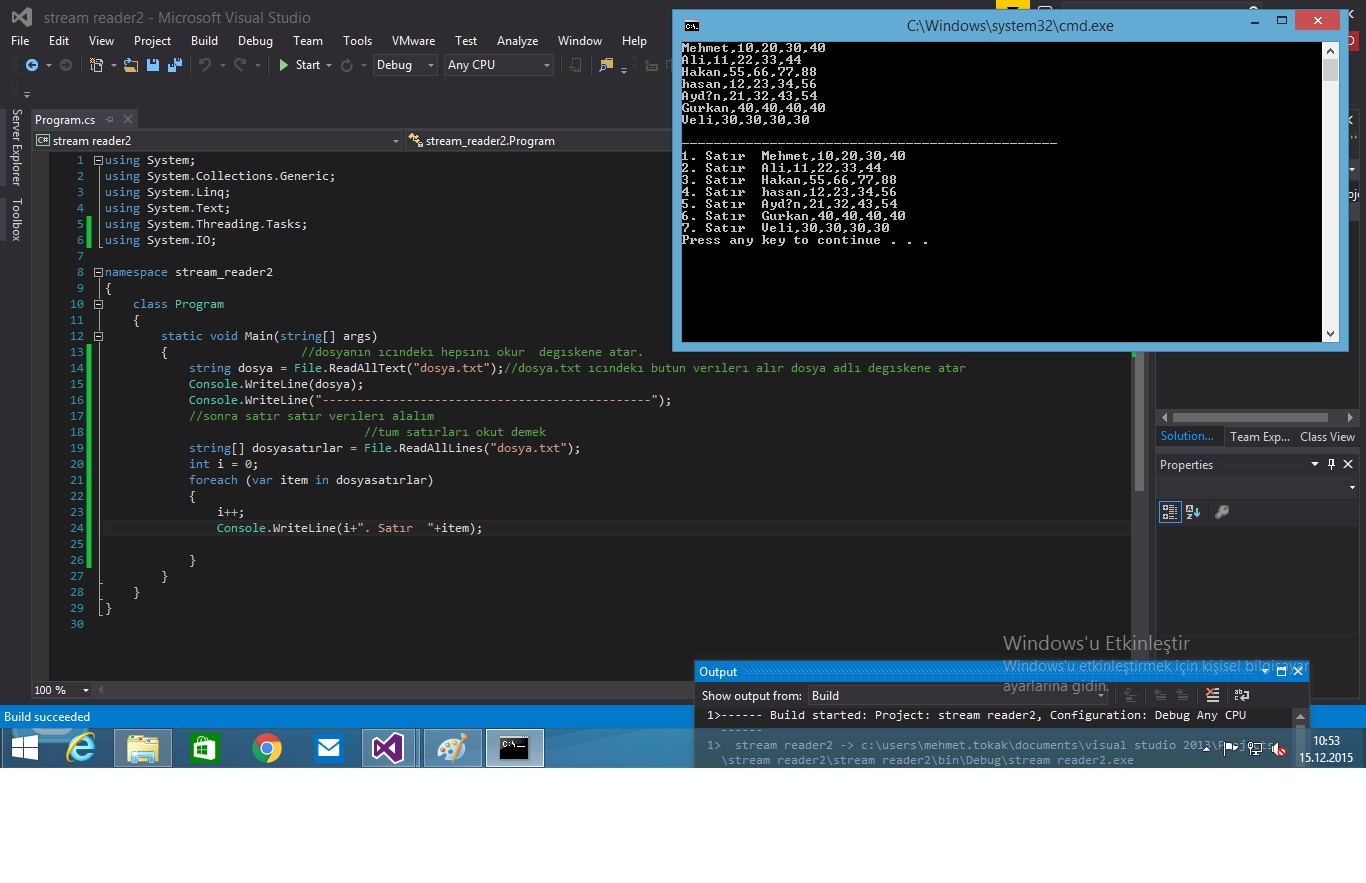 stream reader2 - Microsoft Visual Studio
File Edit View Project Build Debug Team Tools VMware Test Analyze Window Help
Start Debug Any CPU
Server Explorer
Toolbox
Program.cs
stream reader2 stream_reader2.Program
1 using System;
2 using System.Collections.Generic;
3 using System.Linq;
4 using System.Text;
5 using System.Threading.Tasks;
6 using System.IO;
7
8 namespace stream_reader2
9 {
10 class Program
11 {
12 static void Main(string[] args)
13 { //dosyanın ıcındekı hepsını okur degıskene atar.
14 string dosya = File.ReadAllText("dosya.txt");//dosya.txt ıcındekı butun verılerı alır dosya adlı degıskene atar
15 Console.WriteLine(dosya);
16 Console.WriteLine("-----------------------------------------------");
17 //sonra satır satır verılerı alalım
18 //tum satırları okut demek
19 string[] dosyasatırlar = File.ReadAllLines("dosya.txt");
20 int i = 0;
21 foreach (var item in dosyasatırlar)
22 {
23 i++;
24 Console.WriteLine(i+". Satır "+item);
25
26 }
27 }
28 }
29 }
30
100 %
Build succeeded
C:\Windows\system32\cmd.exe
Mehmet,10,20,30,40
Ali,11,22,33,44
Hakan,55,66,77,88
hasan,12,23,34,56
Ayd?n,21,32,43,54
Gurkan,40,40,40,40
Veli,30,30,30,30
-----------------------------------------------
1. Satır Mehmet,10,20,30,40
2. Satır Ali,11,22,33,44
3. Satır Hakan,55,66,77,88
4. Satır hasan,12,23,34,56
5. Satır Ayd?n,21,32,43,54
6. Satır Gurkan,40,40,40,40
7. Satır Veli,30,30,30,30
Press any key to continue . . .
Solution... Team Exp... Class View
Properties
Windows'u Etkinleştir
Windows'u etkinleştirmek için kişisel bilgisayar
ayarlarına gidin.
Output
Show output from: Build
1>------ Build started: Project: stream reader2, Configuration: Debug Any CPU
------
1> stream reader2 -> c:\users\mehmet.tokak\documents\visual studio 2013\Projects
\stream reader2\stream reader2\bin\Debug\stream reader2.exe
10:53
15.12.2015